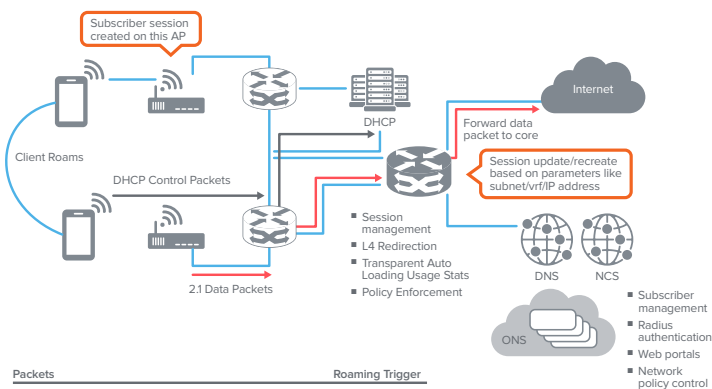 Subscriber session
created on this AP
Internet
DHCP
Forward data
packet to core
Client Roams
Session update/recreate
based on parameters like
subnet/vrf/IP address
DHCP Control Packets
■ Session
management
■ L4 Redirection
■ Transparent Auto
Loading Usage Stats
■ Policy Enforcement
DNS
NCS
2.1 Data Packets
ONS
■ Subscriber
management
■ Radius
authentication
■ Web portals
■ Network
policy control
Packets
Roaming Trigger